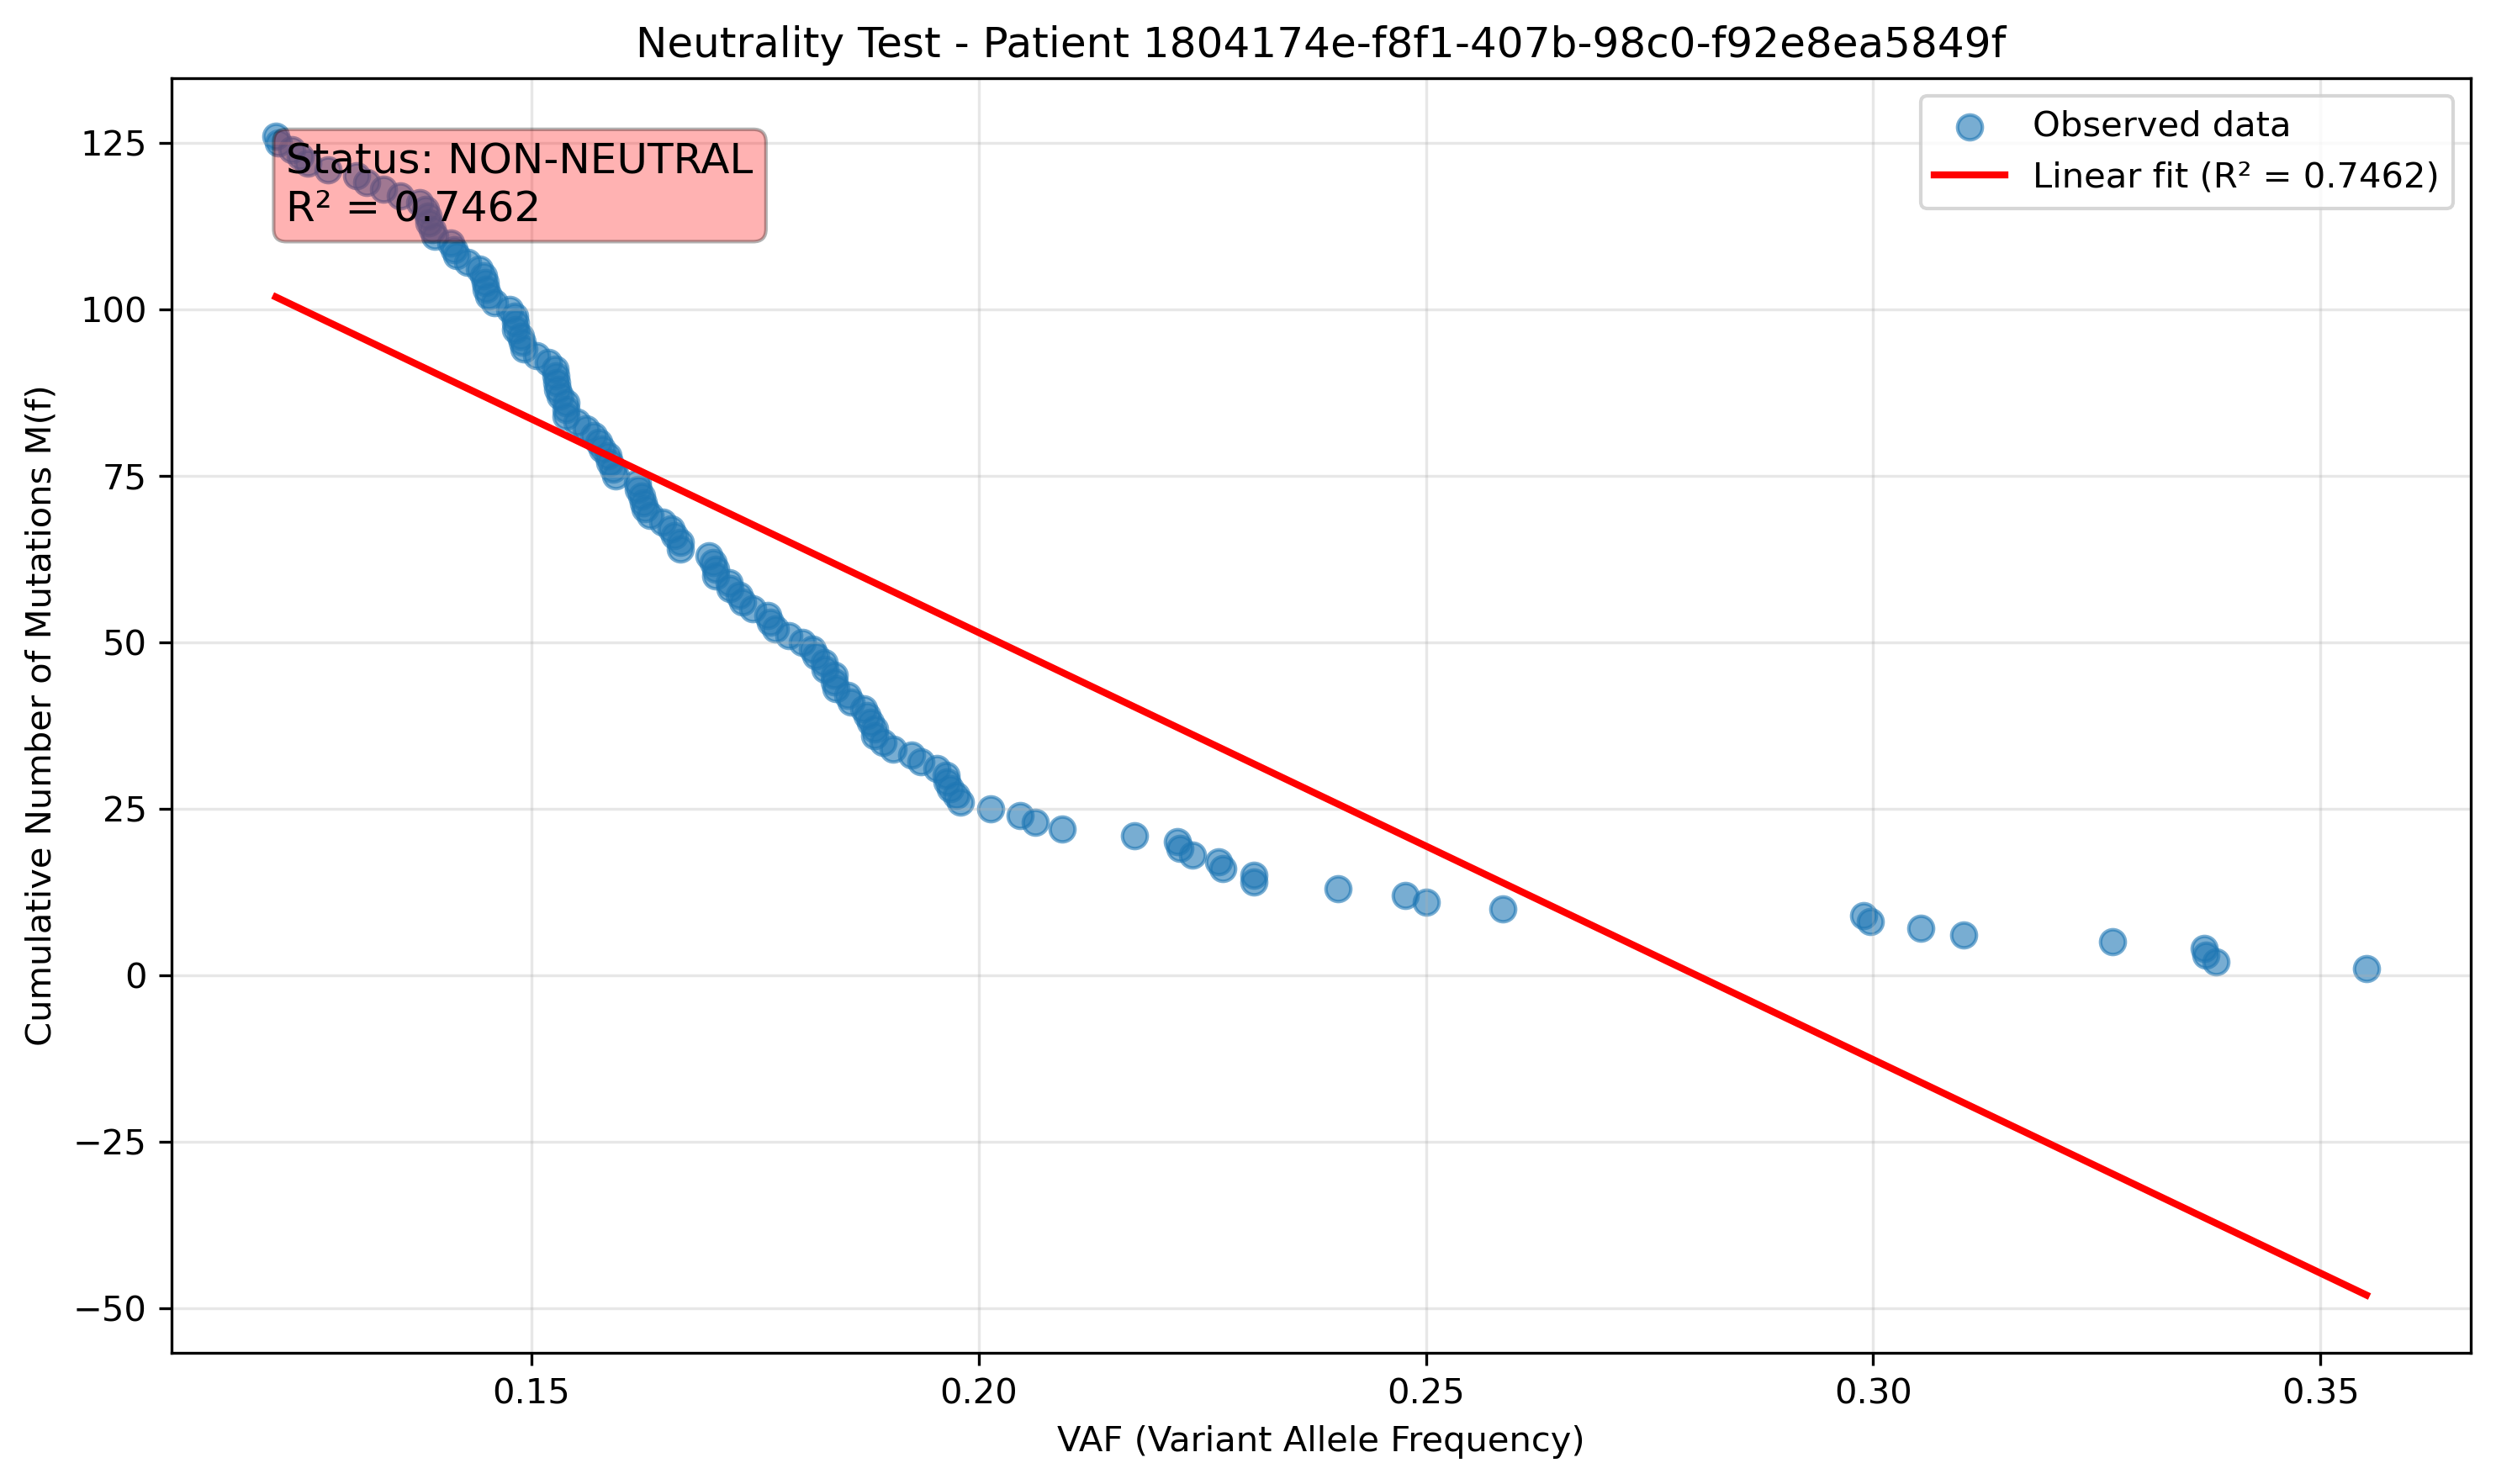 Neutrality Test - Patient 1804174e-f8f1-407b-98c0-f92e8ea5849f
Observed data
Linear fit (R² = 0.7462)
Status: NON-NEUTRAL
R² = 0.7462
Cumulative Number of Mutations M(f)
125
100
75
50
25
0
−25
−50
0.15
0.20
0.25
0.30
0.35
VAF (Variant Allele Frequency)